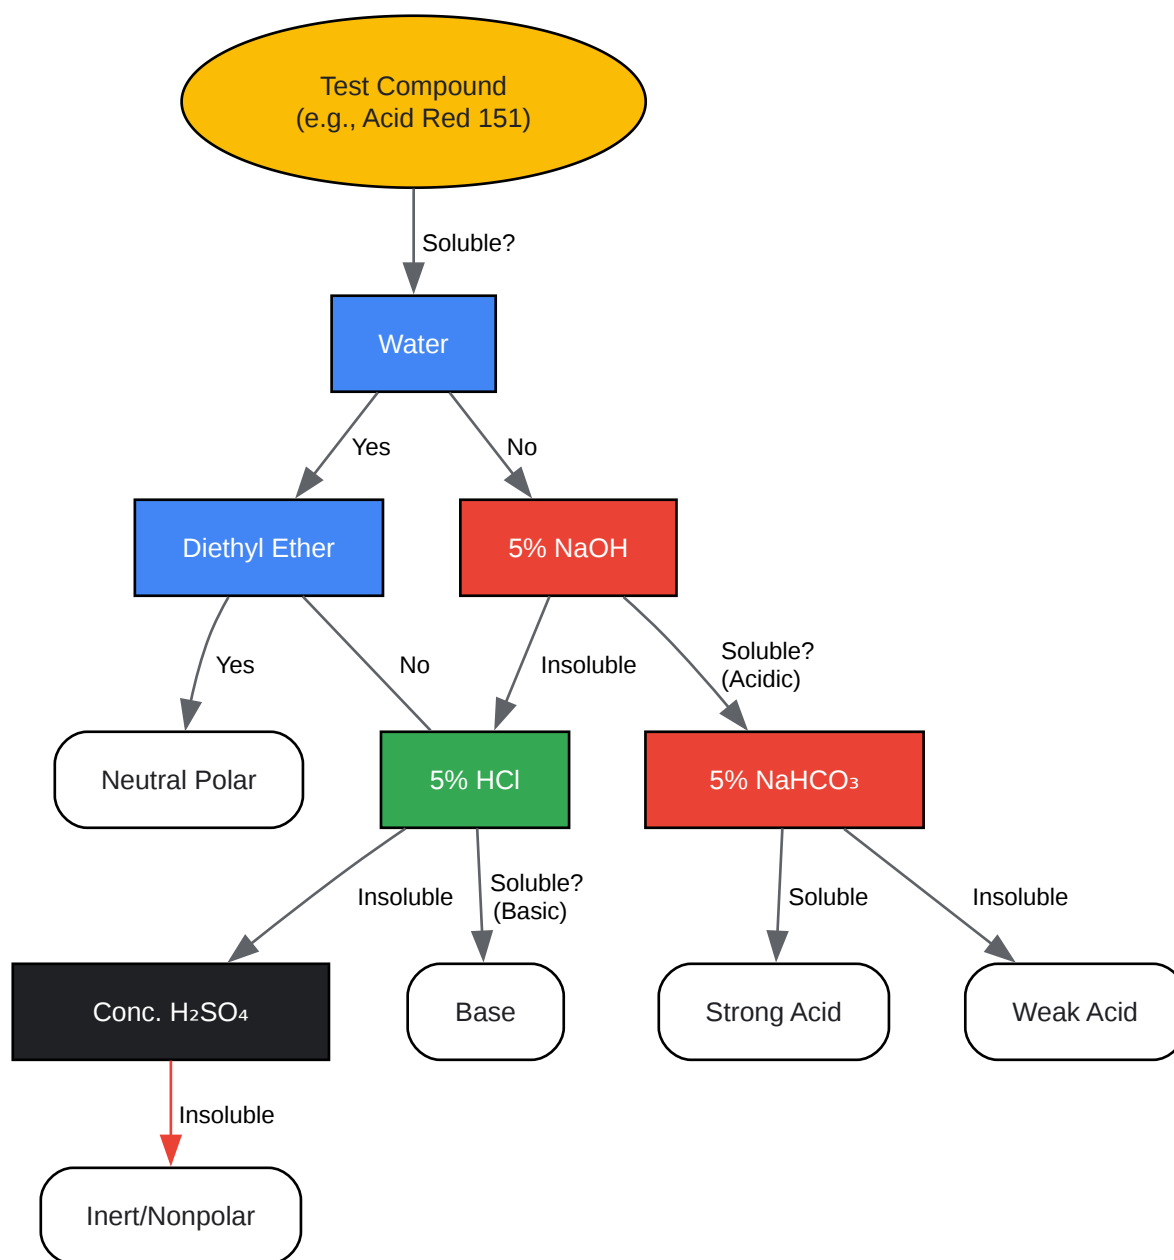 Test Compound
(e.g., Acid Red 151)
Soluble?
Water
Yes
No
Diethyl Ether
5% NaOH
Yes
No
Insoluble
Soluble?
(Acidic)
Neutral Polar
5% HCl
5% NaHCO₃
Insoluble
Soluble?
(Basic)
Soluble
Insoluble
Conc. H₂SO₄
Base
Strong Acid
Weak Acid
Insoluble
Inert/Nonpolar